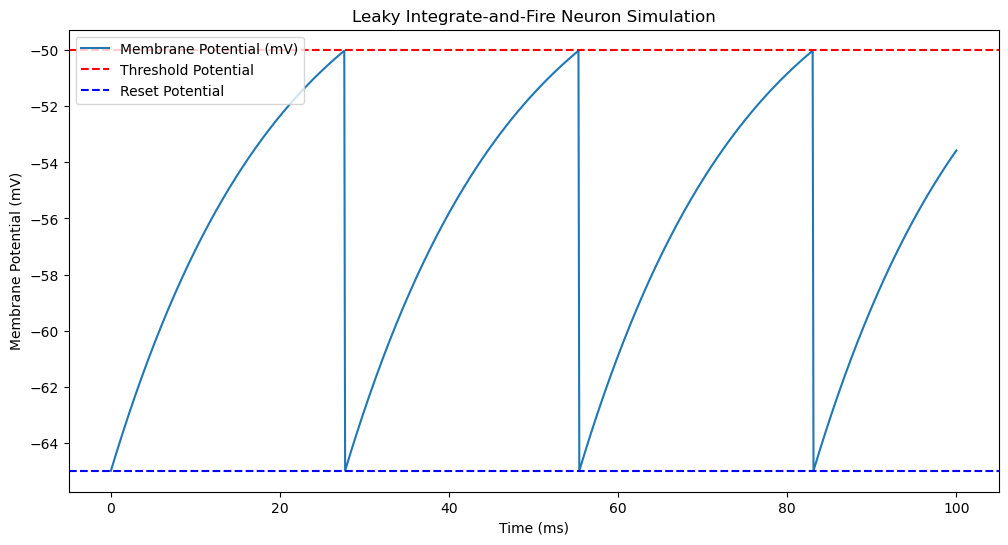 Leaky Integrate-and-Fire Neuron Simulation
Membrane Potential (mV)
Threshold Potential
Reset Potential
Membrane Potential (mV)
−50
−52
−54
−56
−58
−60
−62
−64
0 20 40 60 80 100
Time (ms)